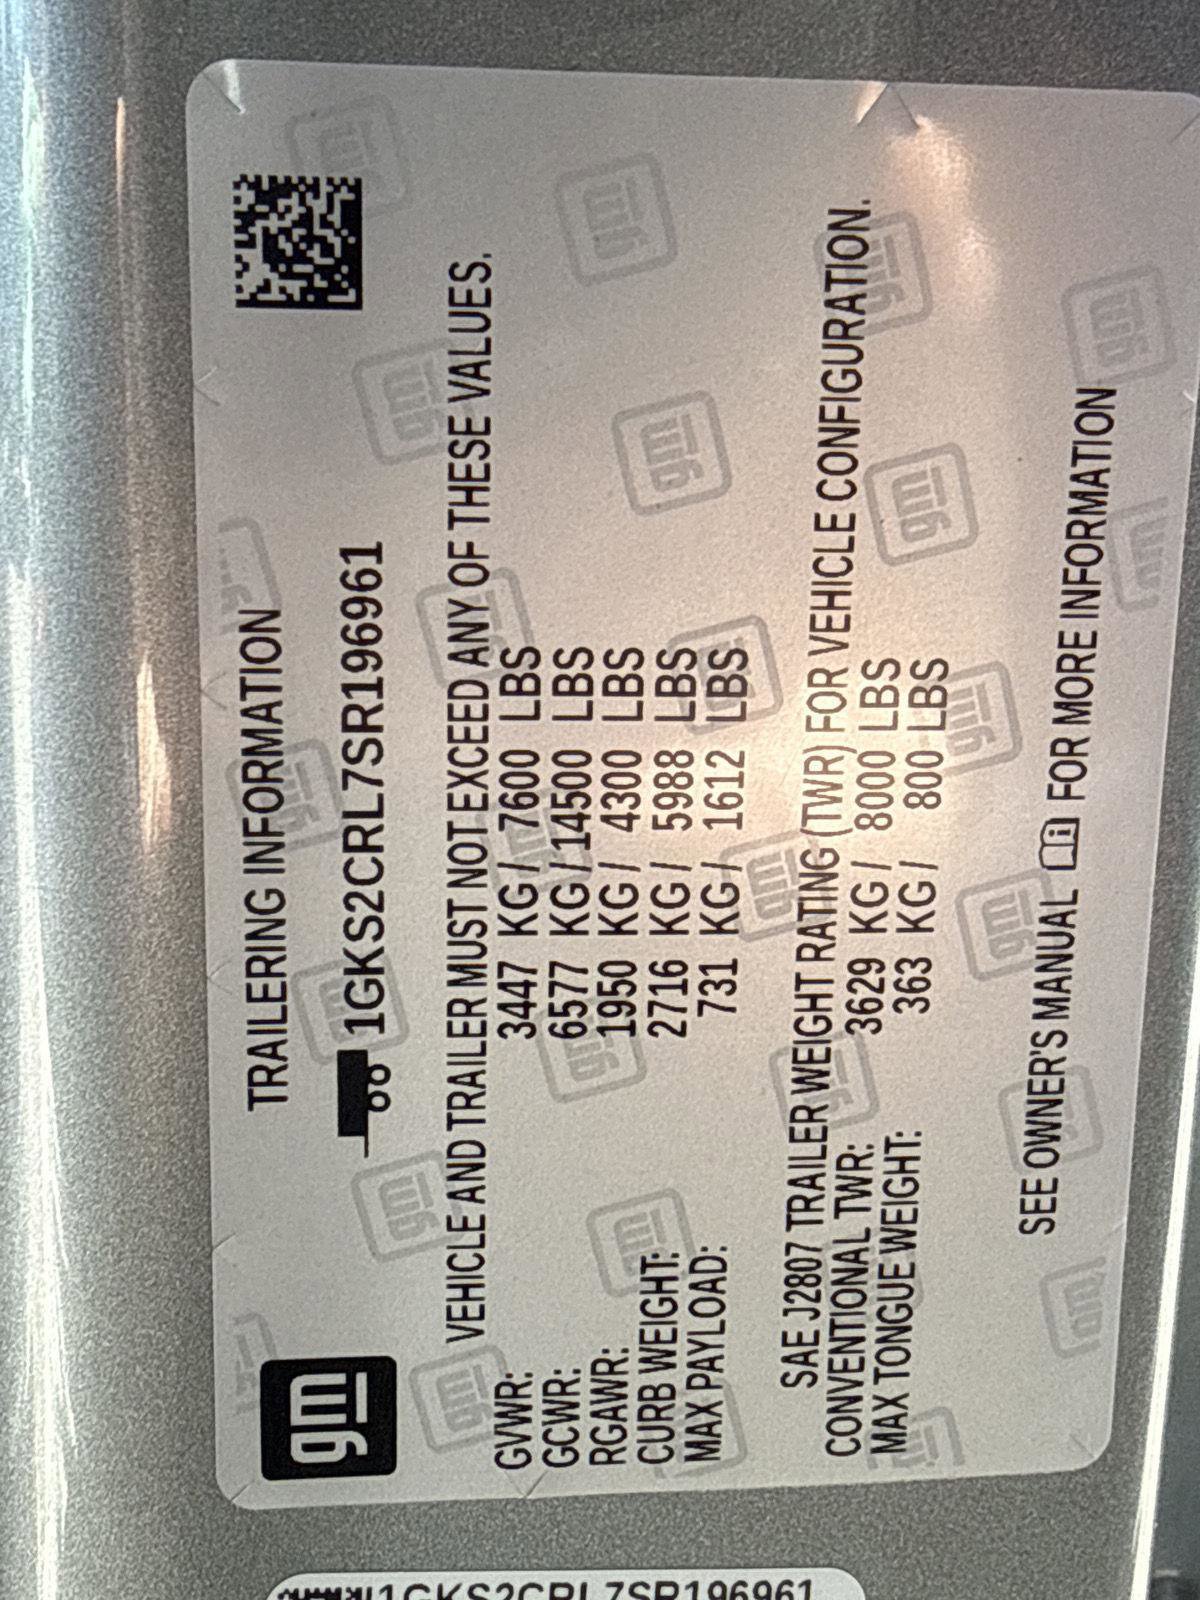 gm
TRAILERING INFORMATION
1GKS2CRL7SR196961
VEHICLE AND TRAILER MUST NOT EXCEED ANY OF THESE VALUES.
GVWR: 3447 KG / 7600 LBS
GCWR: 6577 KG / 14500 LBS
RGAWR: 1950 KG / 4300 LBS
CURB WEIGHT: 2716 KG / 5988 LBS
MAX PAYLOAD: 731 KG / 1612 LBS
SAE J2807 TRAILER WEIGHT RATING (TWR) FOR VEHICLE CONFIGURATION.
CONVENTIONAL TWR: 3629 KG / 8000 LBS
MAX TONGUE WEIGHT: 363 KG / 800 LBS
SEE OWNER'S MANUAL FOR MORE INFORMATION
1GKS2CRL7SR196961